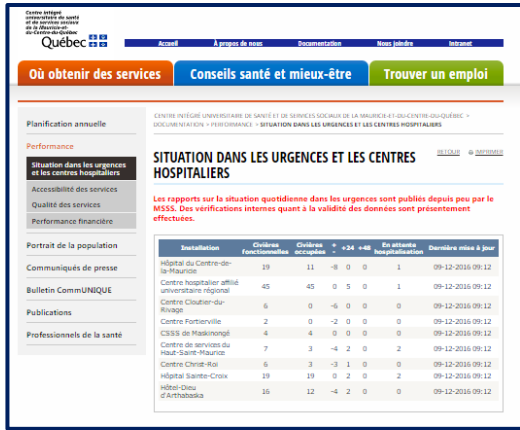 Centre intégré
universitaire de santé
et de services sociaux
de la Mauricie-et-
du-Centre-du-Québec
Québec
Accueil À propos de nous Documentation Nous joindre Intranet
Où obtenir des services Conseils santé et mieux-être Trouver un emploi
CENTRE INTÉGRÉ UNIVERSITAIRE DE SANTÉ ET DE SERVICES SOCIAUX DE LA MAURICIE-ET-DU-CENTRE-DU-QUÉBEC >
DOCUMENTATION > PERFORMANCE > SITUATION DANS LES URGENCES ET LES CENTRES HOSPITALIERS
Planification annuelle
Performance
Situation dans les urgences
et les centres hospitaliers
Accessibilité des services
Qualité des services
Performance financière
Portrait de la population
Communiqués de presse
Bulletin CommUNIQUE
Publications
Professionnels de la santé
RETOUR IMPRIMER
SITUATION DANS LES URGENCES ET LES CENTRES
HOSPITALIERS
Les rapports sur la situation quotidienne dans les urgences sont publiés depuis peu par le
MSSS. Des vérifications internes quant à la validité des données sont présentement
effectuées.
Installation Civières fonctionnelles Civières occupées + - +24 +48 En attente hospitalisation Dernière mise à jour
Hôpital du Centre-de-
la-Mauricie 19 11 -8 0 0 1 09-12-2016 09:12
Centre hospitalier affilié
universitaire régional 45 45 0 5 0 1 09-12-2016 09:12
Centre Cloutier-du-
Rivage 6 0 -6 0 0 0 09-12-2016 09:12
Centre Fortierville 2 0 -2 0 0 0 09-12-2016 09:12
CSSS de Maskinongé 4 4 0 0 0 0 09-12-2016 09:12
Centre de services du
Haut-Saint-Maurice 7 3 -4 2 0 2 09-12-2016 09:12
Centre Christ-Roi 6 3 -3 1 0 0 09-12-2016 09:12
Hôpital Sainte-Croix 19 19 0 2 0 2 09-12-2016 09:12
Hôtel-Dieu
d'Arthabaska 16 12 -4 2 0 0 09-12-2016 09:12